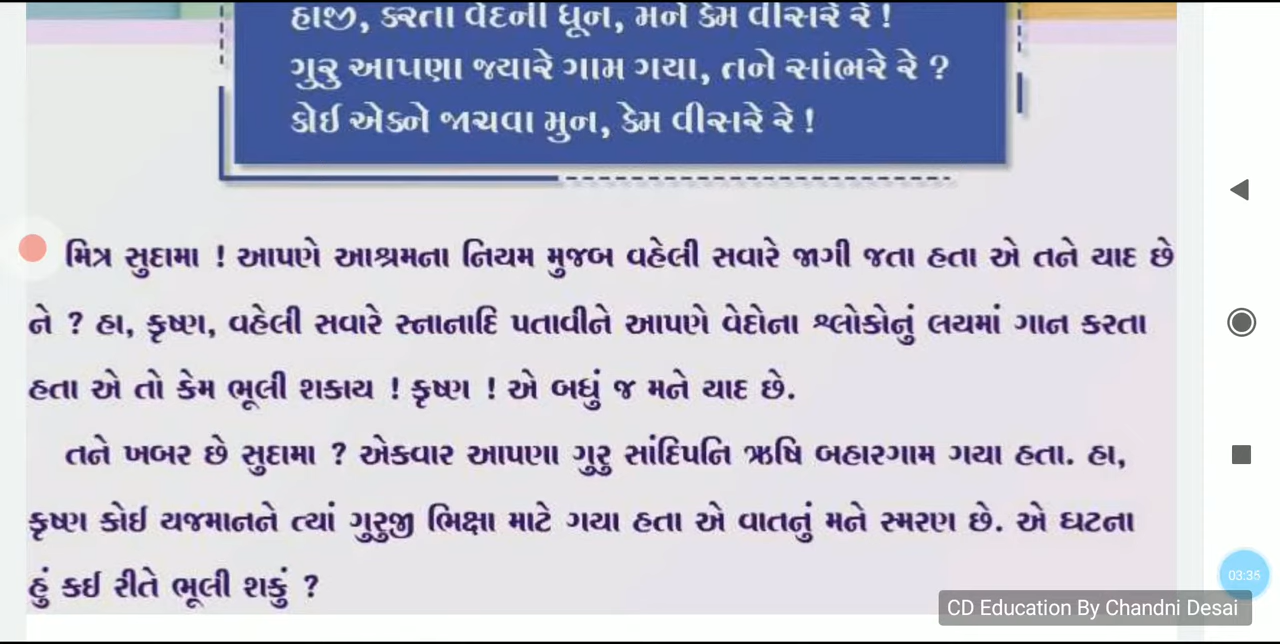 હાજી, કરતા વેદની ધૂન, મને કેમ વીસરે રે !
ગુરુ આપણા જ્યારે ગામ ગયા, તને સાંભરે રે ?
કોઈ એકને જાચવા મુન, કેમ વીસરે રે !
મિત્ર સુદામા ! આપણે આશ્રમના નિયમ મુજબ વહેલી સવારે જાગી જતા હતા એ તને યાદ છે
ને ? હા, કૃષ્ણ, વહેલી સવારે સ્નાનાદિ પતાવીને આપણે વેદોના શ્લોકોનું લયમાં ગાન કરતા
હતા એ તો કેમ ભૂલી શકાય ! કૃષ્ણ ! એ બધું જ મને યાદ છે.
તને ખબર છે સુદામા ? એકવાર આપણા ગુરુ સાંદિપનિ ઋષિ બહારગામ ગયા હતા. હા,
કૃષ્ણ કોઈ યજમાનને ત્યાં ગુરુજી ભિક્ષા માટે ગયા હતા એ વાતનું મને સ્મરણ છે. એ ઘટના
હું કઈ રીતે ભૂલી શકું ?
03:35
CD Education By Chandni Desai